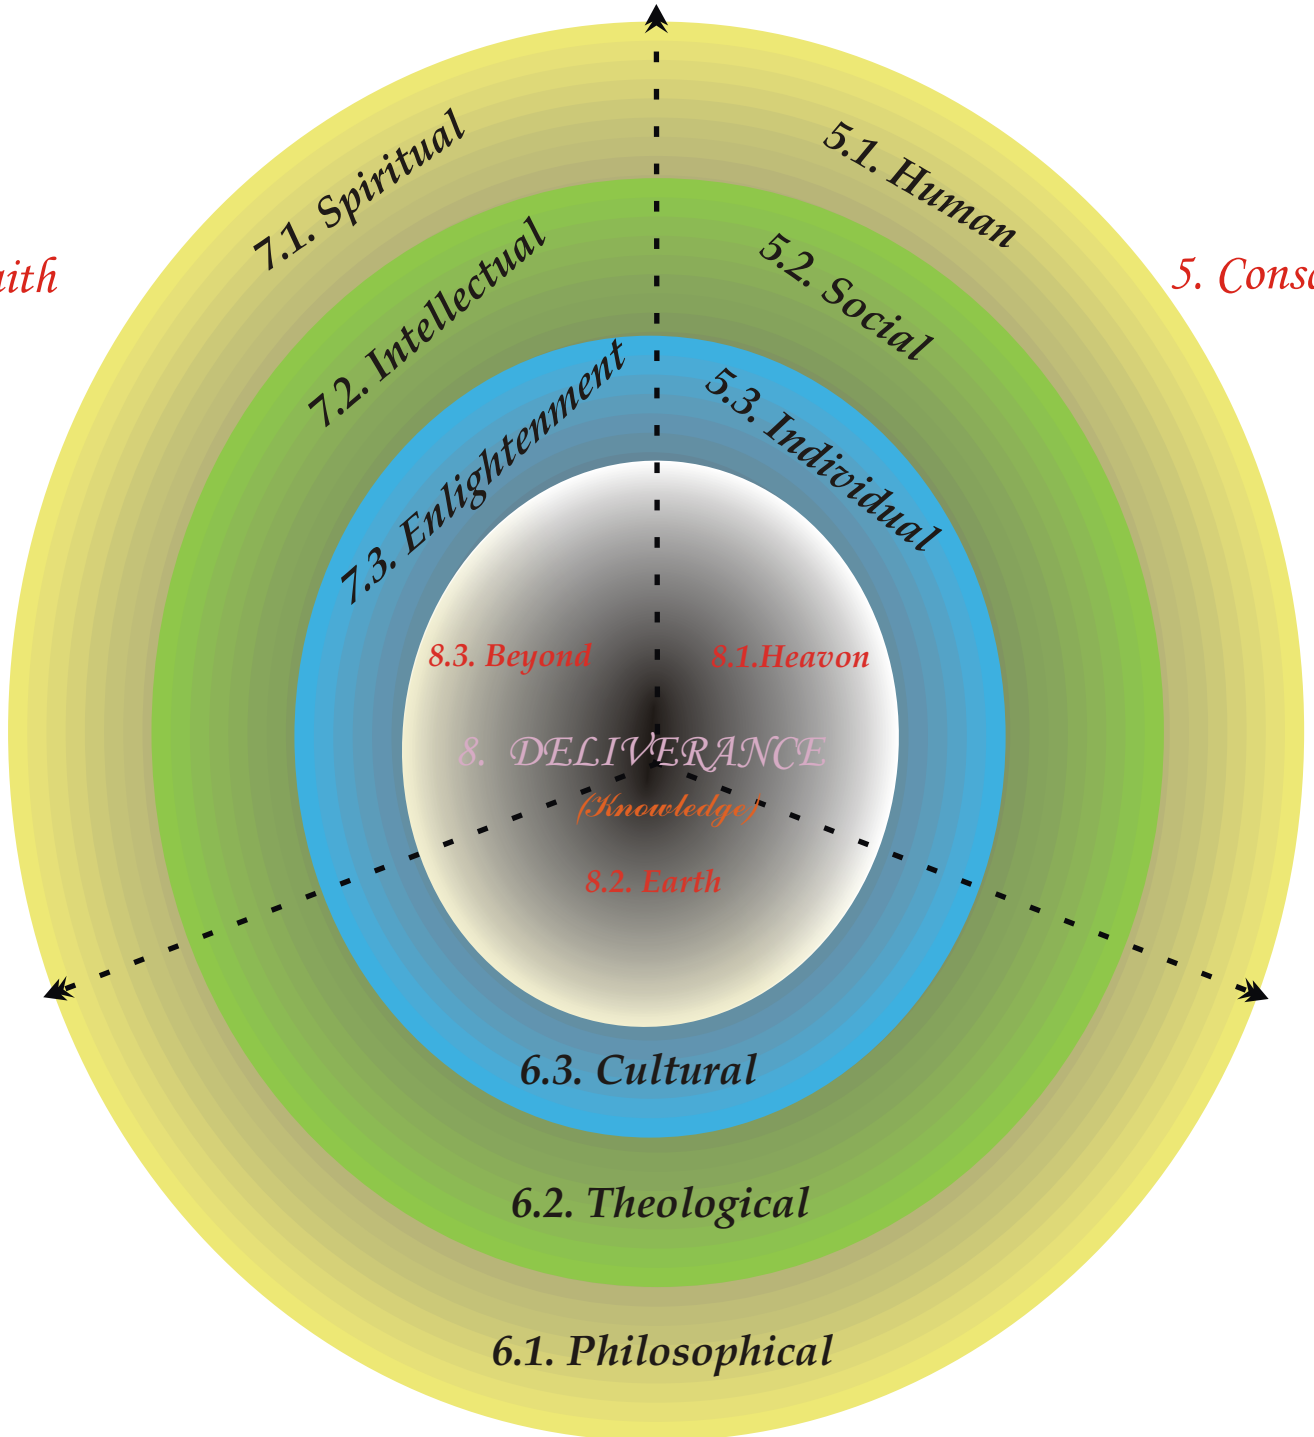 7.1. Spiritual
5.1. Human
7.2. Intellectual
5.2. Social
5.
7.3. Enlightenment
5.3. Individual
8.3. Beyond
8.1.Heavon
8. DELIVERANCE
(Knowledge)
8.2. Earth
6.3. Cultural
6.2. Theological
6.1. Philosophical